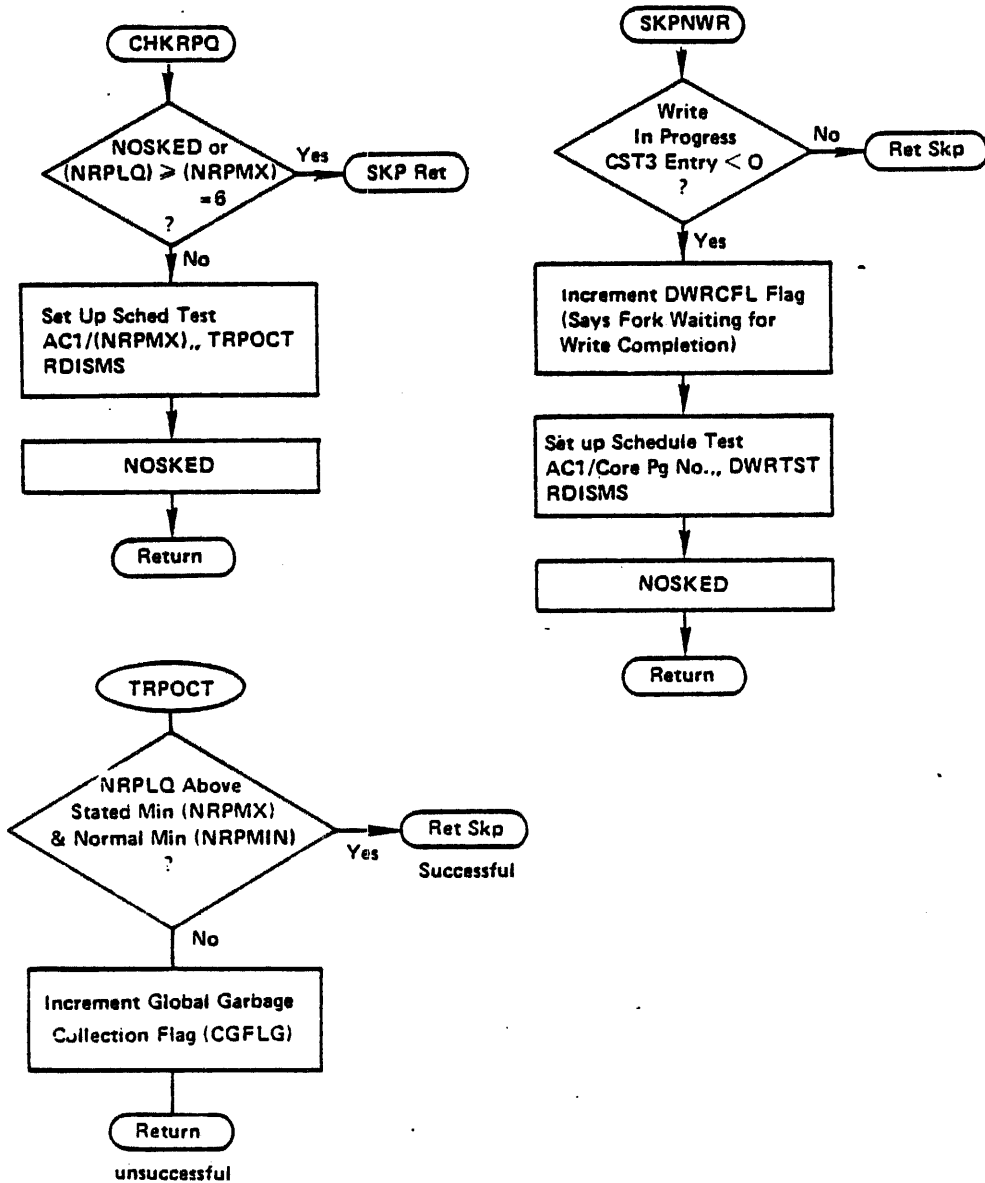 CHKRPQ
NOSKED or
(NRPLQ) ≥ (NRPMX)
=6
?
Yes
SKP Ret
No
Set Up Sched Test
AC1/(NRPMX),, TRPOCT
RDISMS
NOSKED
Return
SKPNWR
Write
In Progress
CST3 Entry < 0
?
No
Ret Skp
Yes
Increment DWRCFL Flag
(Says Fork Waiting for
Write Completion)
Set up Schedule Test
AC1/Core Pg No.,, DWRTST
RDISMS
NOSKED
Return
TRPOCT
NRPLQ Above
Stated Min (NRPMX)
& Normal Min (NRPMIN)
?
Yes
Ret Skp
Successful
No
Increment Global Garbage
Collection Flag (CGFLG)
Return
unsuccessful